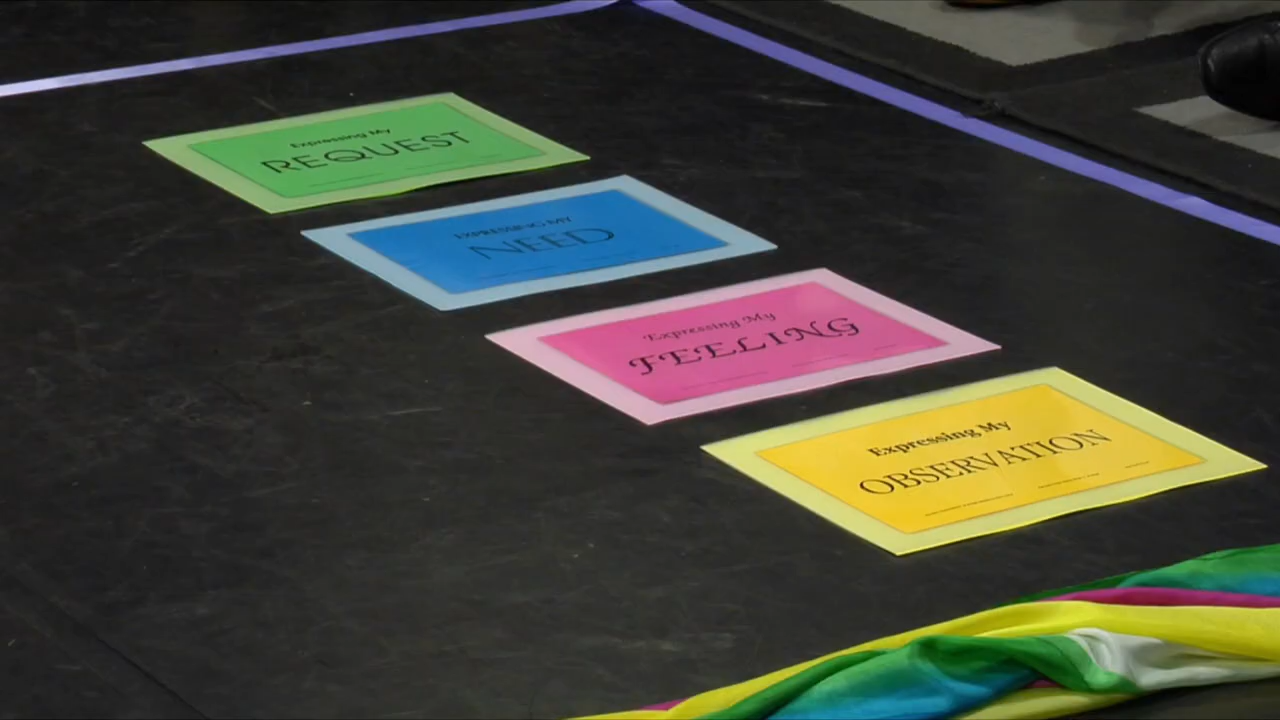 Expressing My
REQUEST
EXPRESSING MY
NEED
Expressing My
FEELING
Expressing My
OBSERVATION